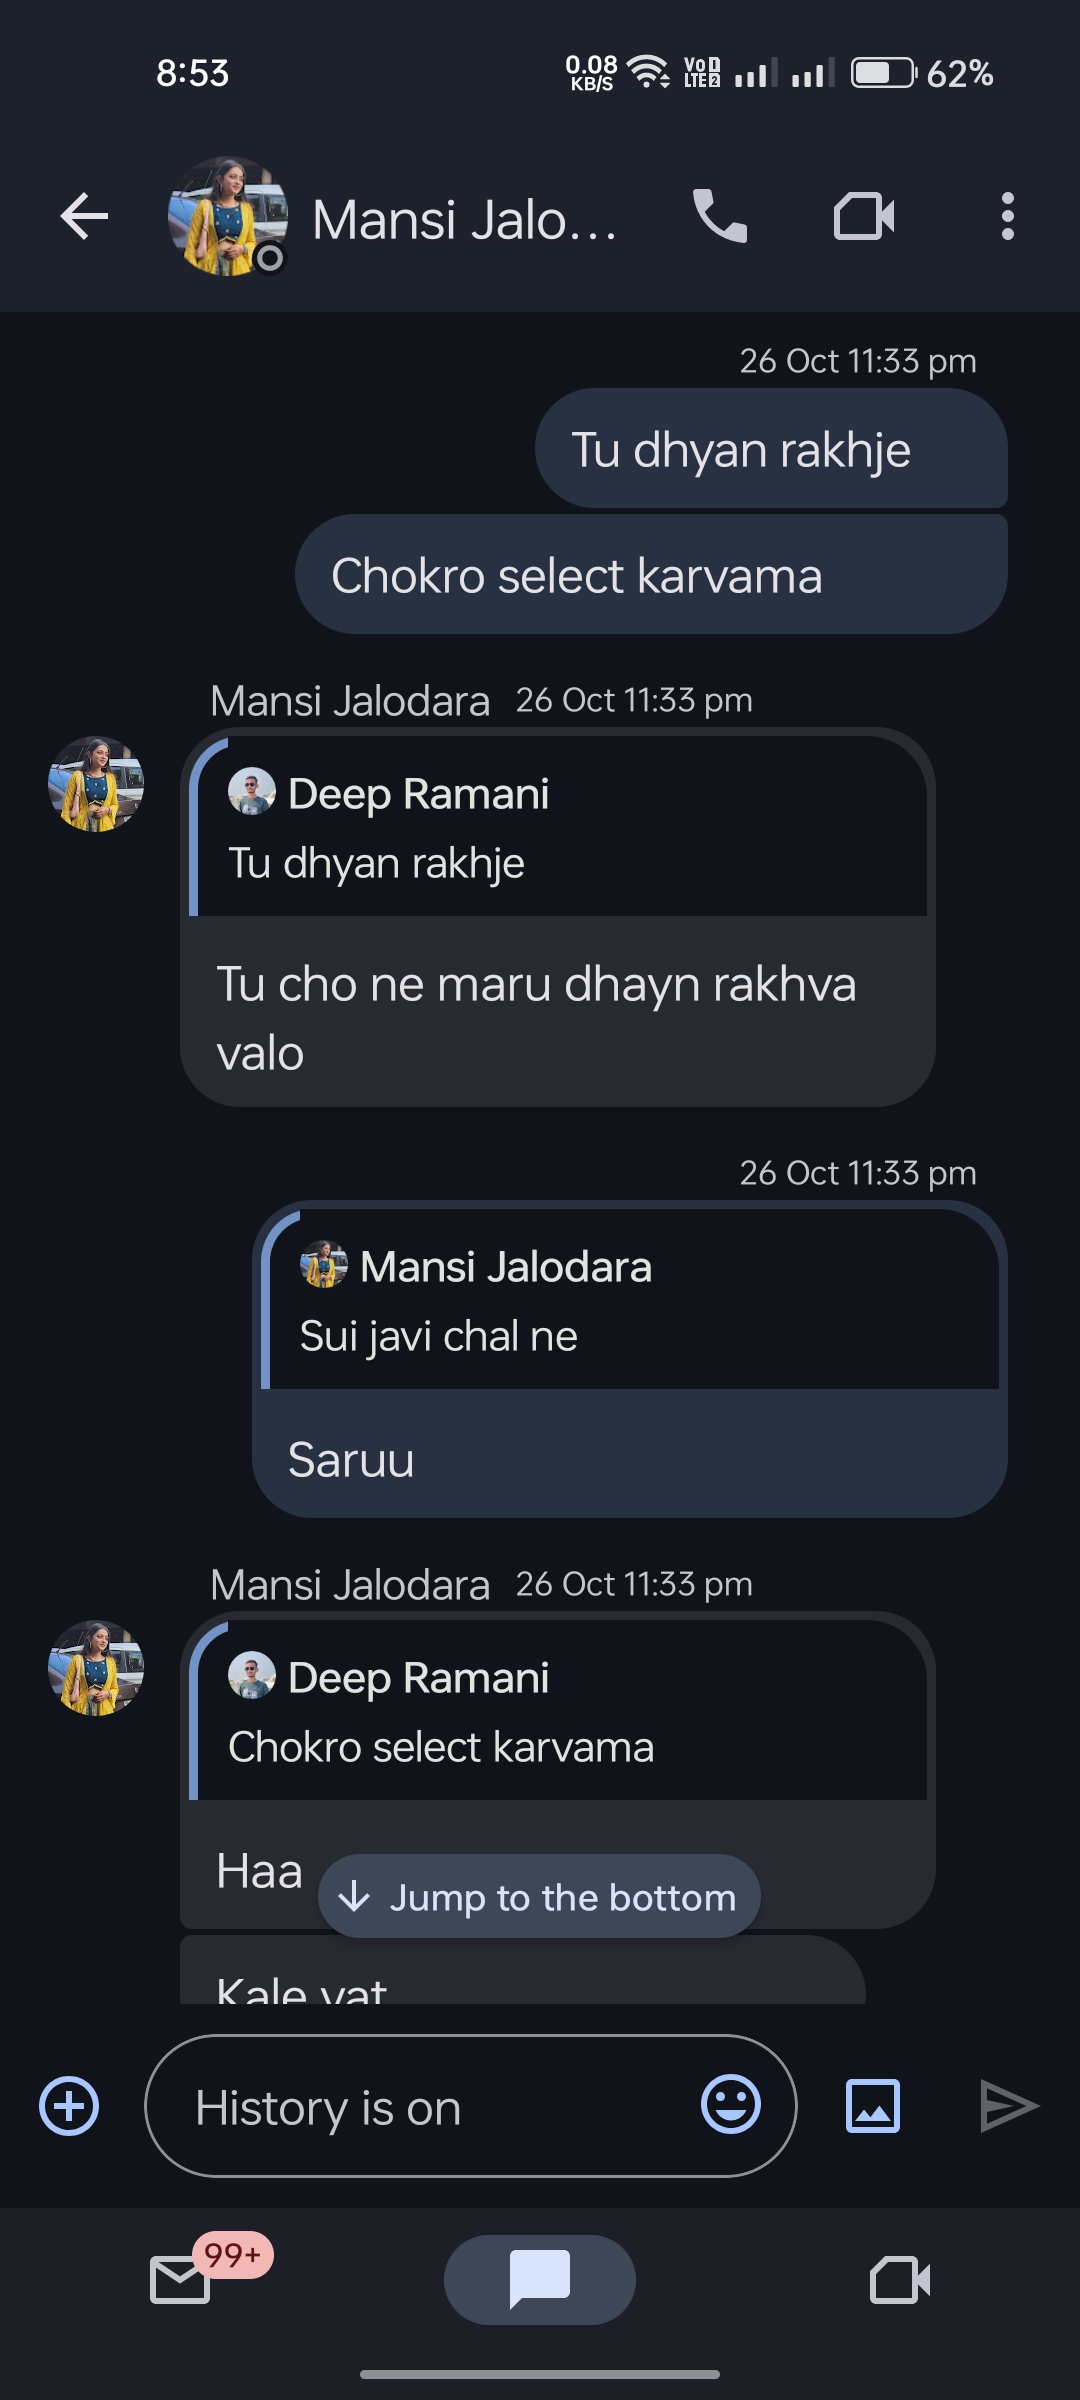 8:53
0.08
KB/S
Vo 1
LTE 2
62%
Mansi Jalo...
26 Oct 11:33 pm
Tu dhyan rakhje
Chokro select karvama
Mansi Jalodara 26 Oct 11:33 pm
Deep Ramani
Tu dhyan rakhje
Tu cho ne maru dhayn rakhva
valo
26 Oct 11:33 pm
Mansi Jalodara
Sui javi chal ne
Saruu
Mansi Jalodara 26 Oct 11:33 pm
Deep Ramani
Chokro select karvama
Haa
Jump to the bottom
Kale vat
History is on
99+